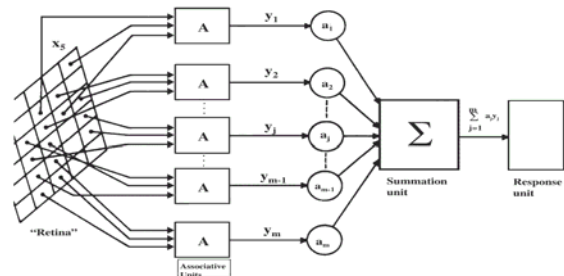 x₅
A
y₁
a₁
A
y₂
a₂
A
yⱼ
aⱼ
A
yₘ₋₁
aₘ₋₁
A
yₘ
aₘ
Σ
m
Σ aⱼyⱼ
j=1
Summation
unit
Response
unit
“Retina”
Associative
Units